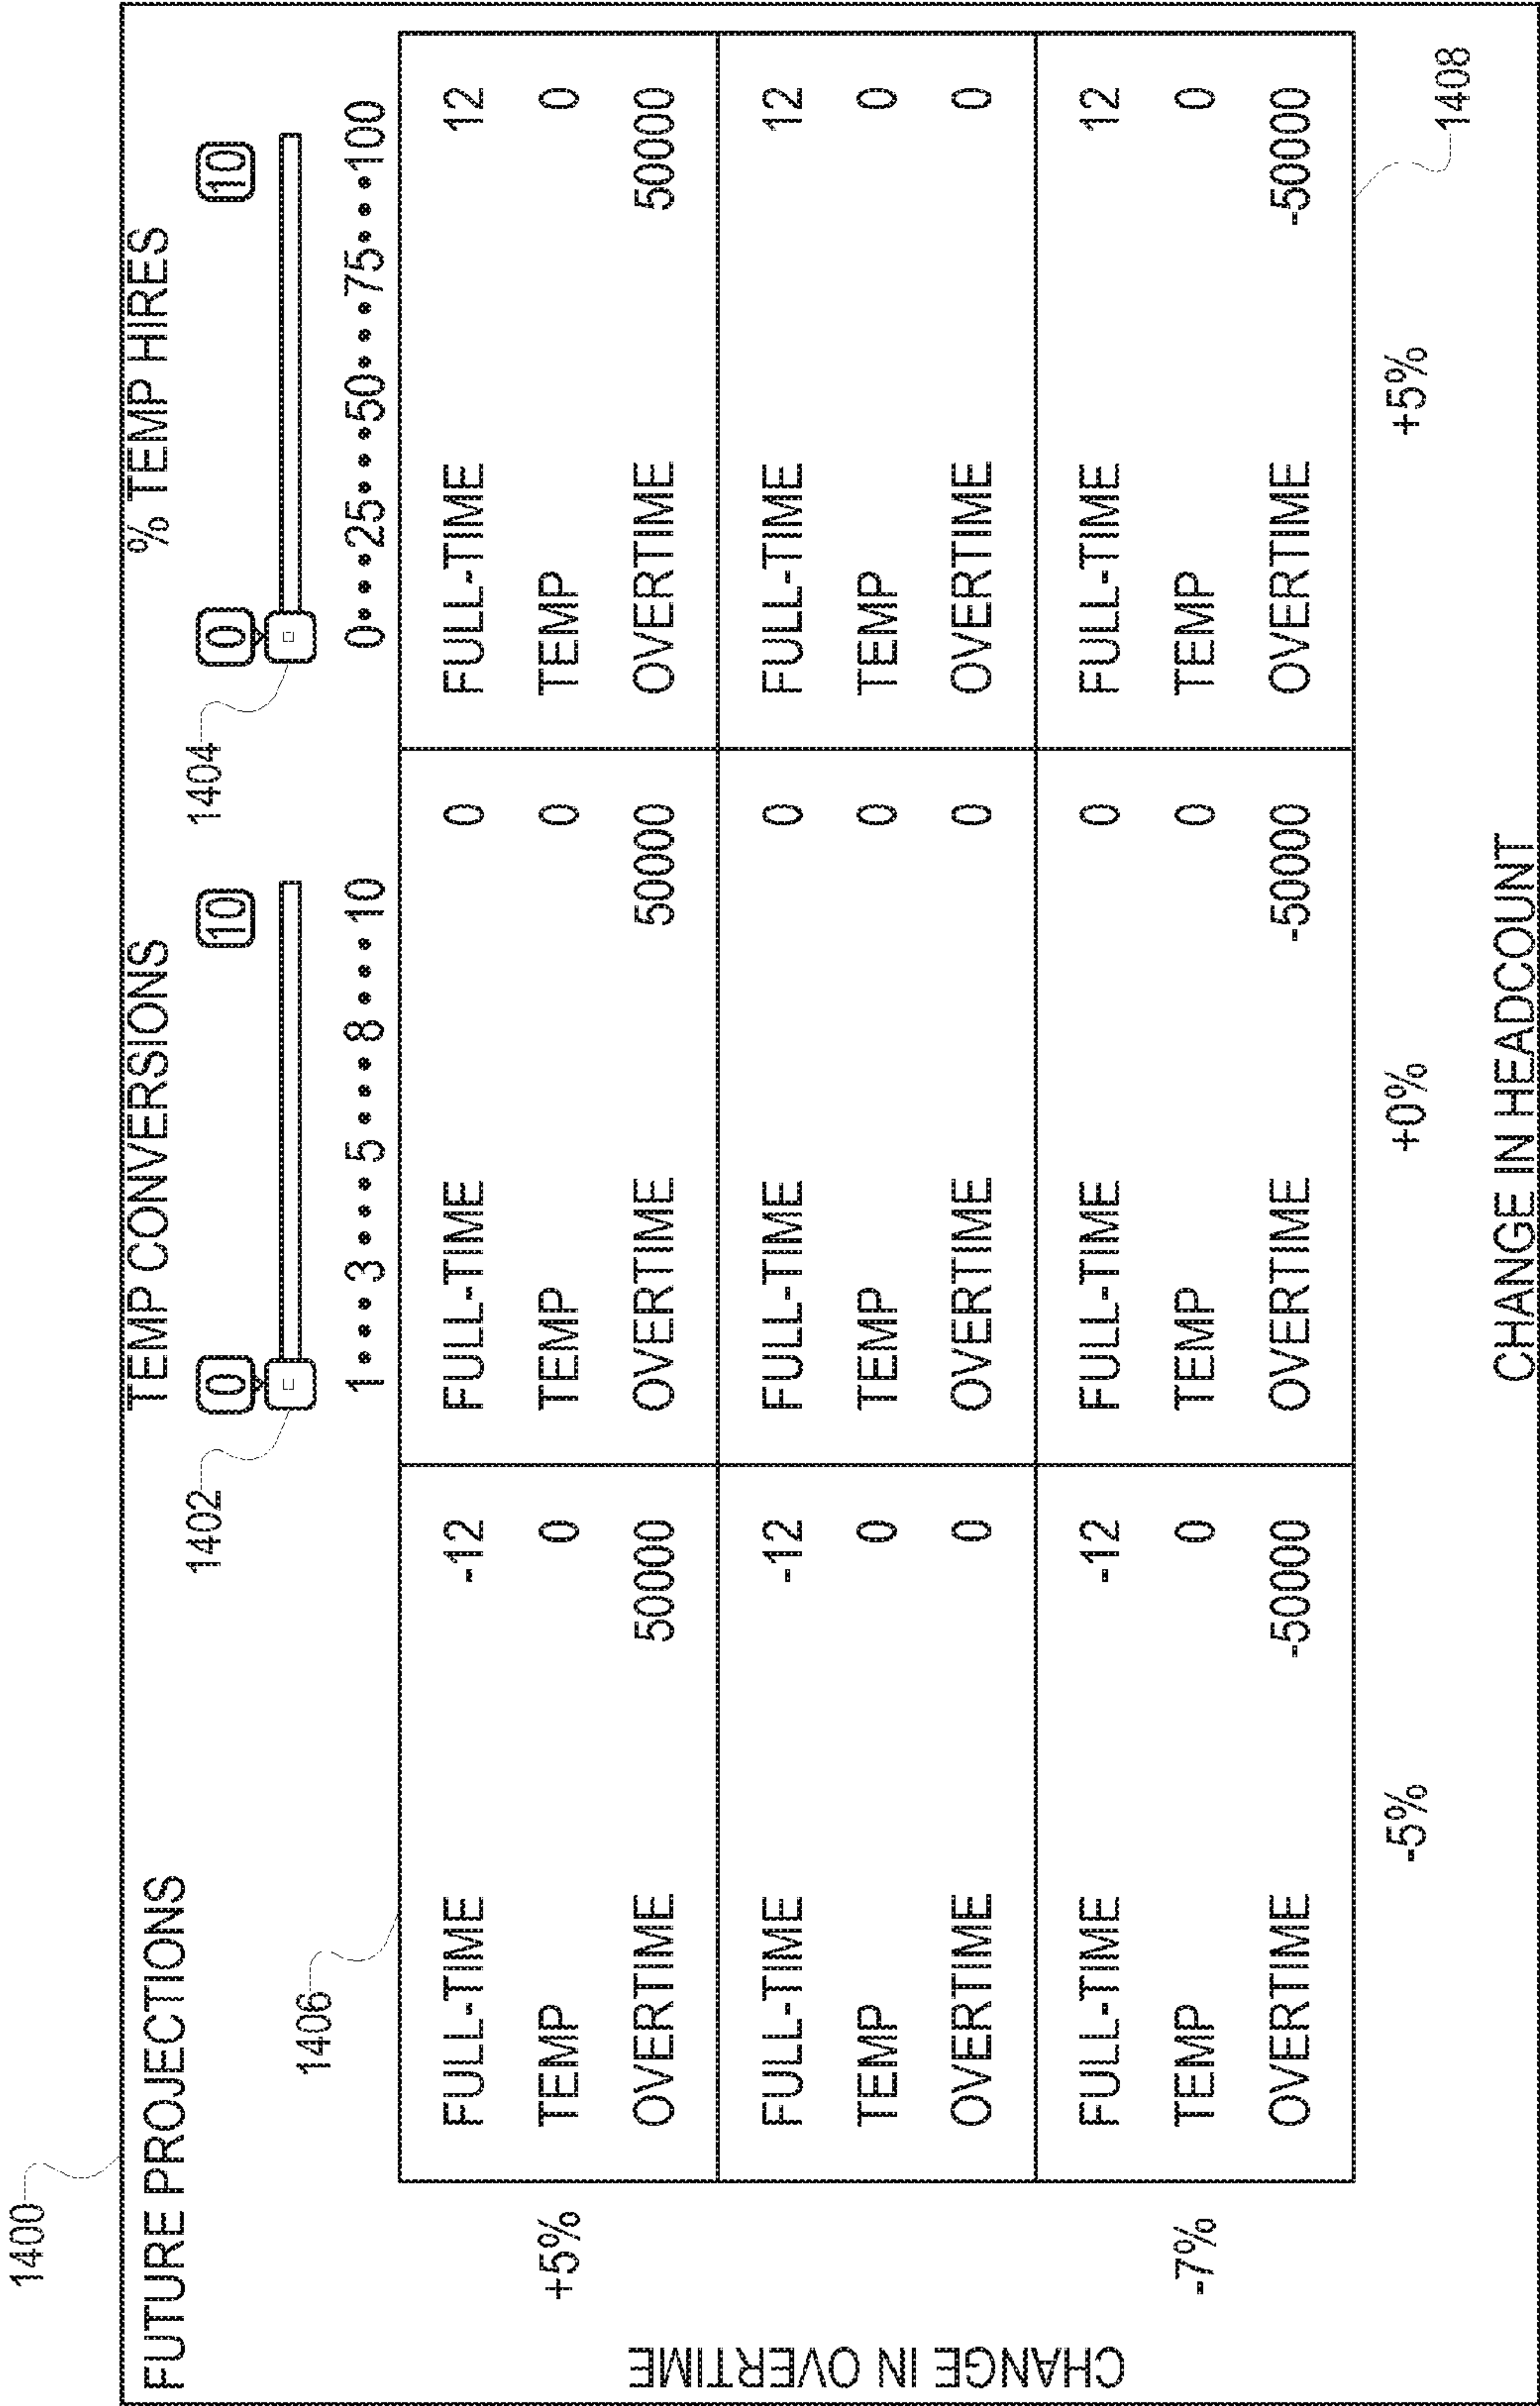 1400
FUTURE PROJECTIONS
TEMP CONVERSIONS
% TEMP HIRES
1402
0
10
1404
0
10
1•••3•••5•••8•••10
0•••25•••50•••75•••100
1406
CHANGE IN OVERTIME
+5%
FULL-TIME -12
TEMP 0
OVERTIME 50000
FULL-TIME 0
TEMP 0
OVERTIME 50000
FULL-TIME 12
TEMP 0
OVERTIME 50000
FULL-TIME -12
TEMP 0
OVERTIME 0
FULL-TIME 0
TEMP 0
OVERTIME 0
FULL-TIME 12
TEMP 0
OVERTIME 0
-7%
FULL-TIME -12
TEMP 0
OVERTIME -50000
FULL-TIME 0
TEMP 0
OVERTIME -50000
FULL-TIME 12
TEMP 0
OVERTIME -50000
-5%
+0%
+5%
1408
CHANGE IN HEADCOUNT